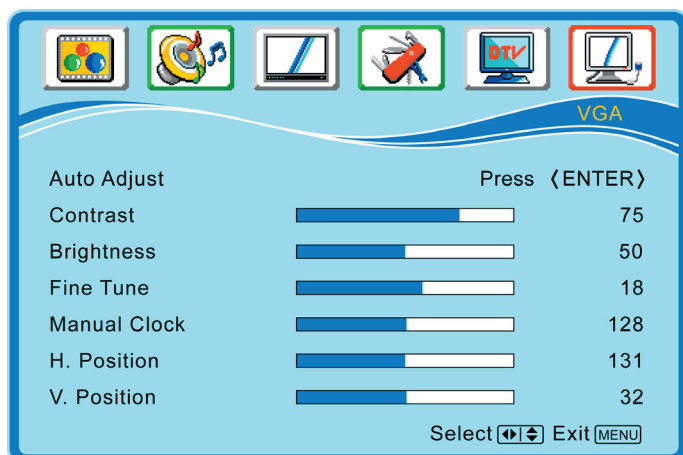 DTV
VGA
Auto Adjust Press 〈ENTER〉
Contrast 75
Brightness 50
Fine Tune 18
Manual Clock 128
H. Position 131
V. Position 32
Select Exit MENU